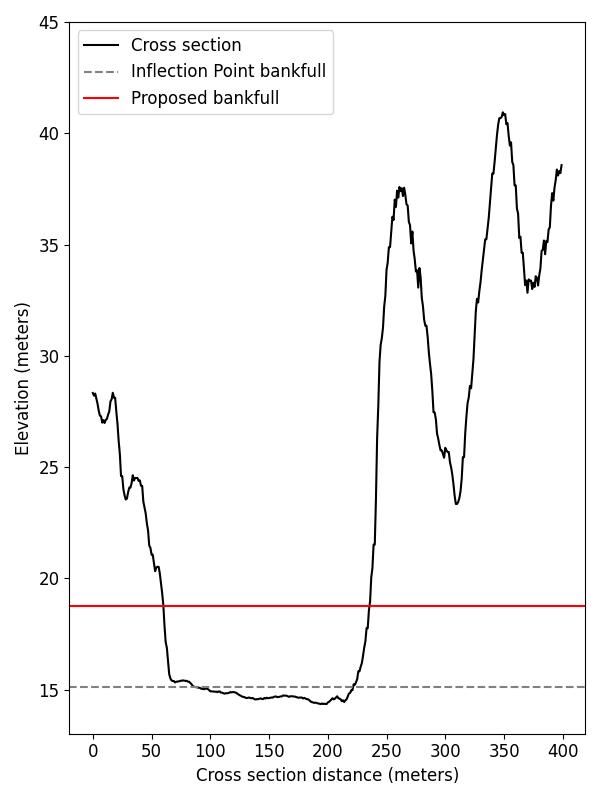 45
Cross section
Inflection Point bankfull
Proposed bankfull
40
35
30
25
20
15
Elevation (meters)
0 50 100 150 200 250 300 350 400
Cross section distance (meters)